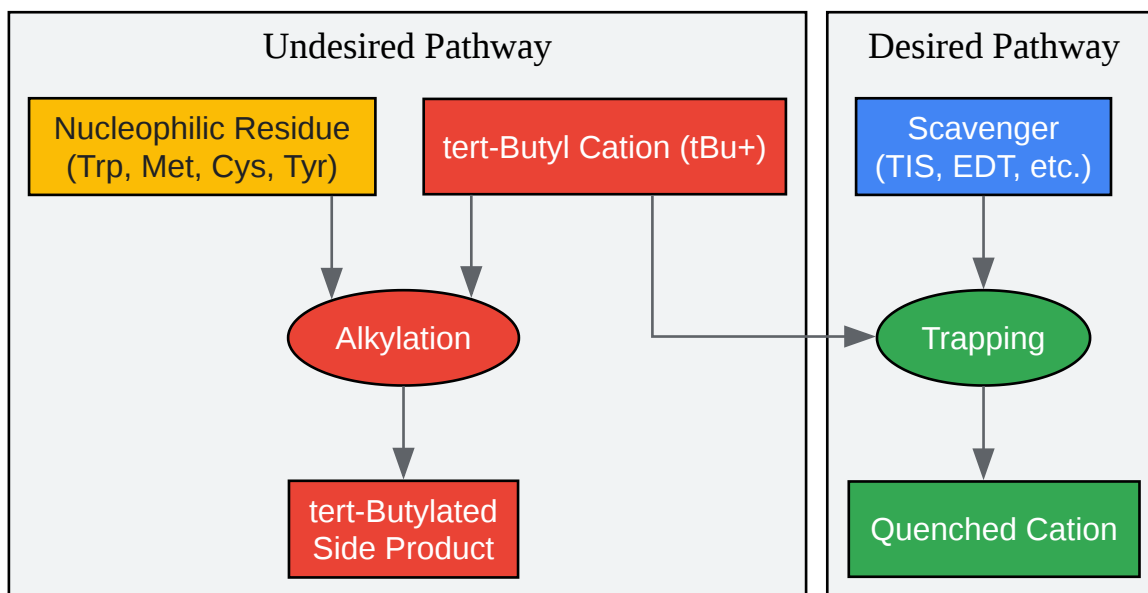 Undesired Pathway
Nucleophilic Residue
(Trp, Met, Cys, Tyr)
tert-Butyl Cation (tBu+)
Alkylation
tert-Butylated
Side Product
Desired Pathway
Scavenger
(TIS, EDT, etc.)
Trapping
Quenched Cation